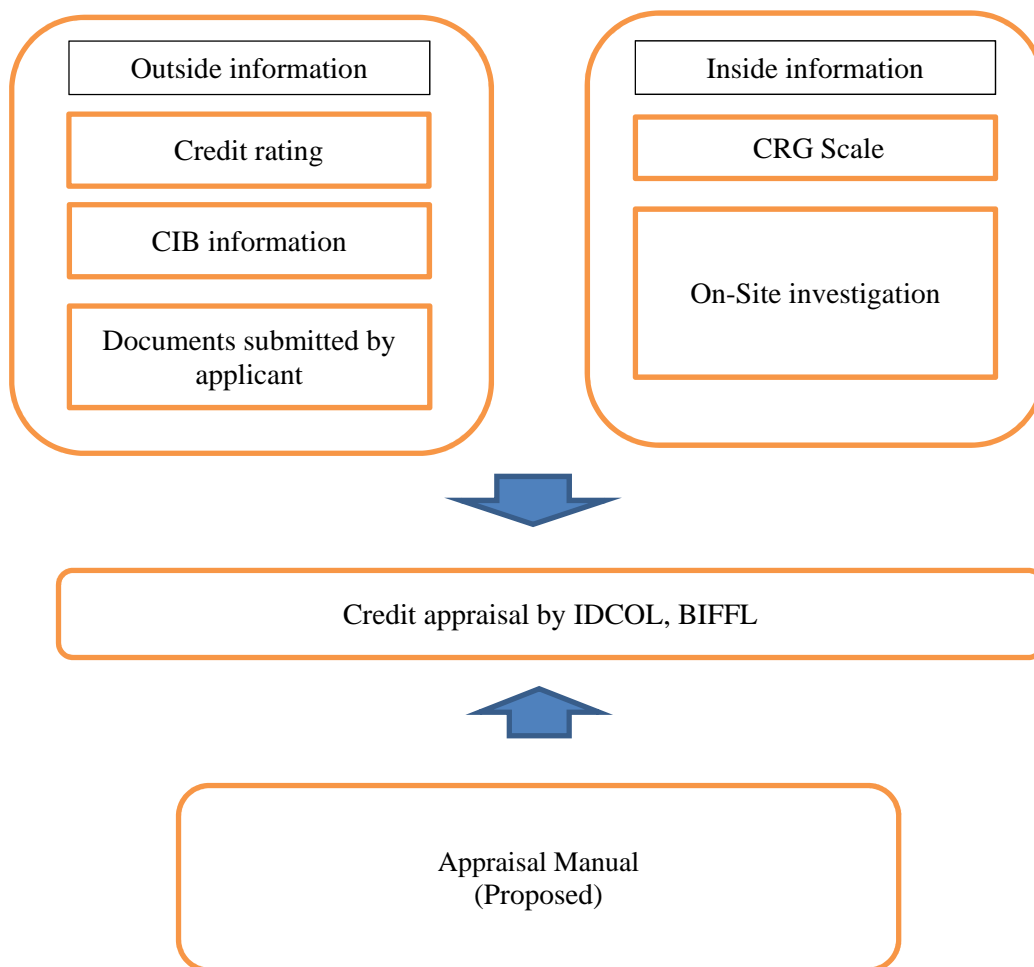 Outside information
Credit rating
CIB information
Documents submitted by
applicant
Inside information
CRG Scale
On-Site investigation
Credit appraisal by IDCOL, BIFFL
Appraisal Manual
(Proposed)